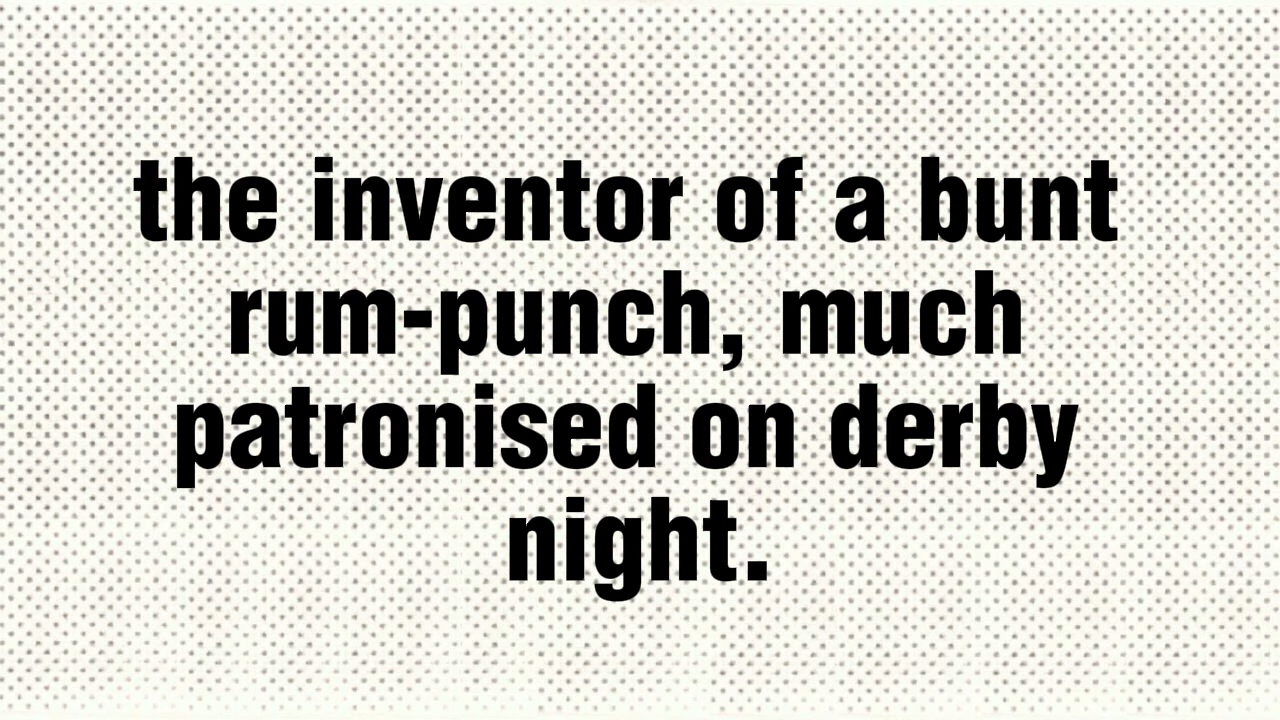 the inventor of a bunt
rum-punch, much
patronised on derby
night.